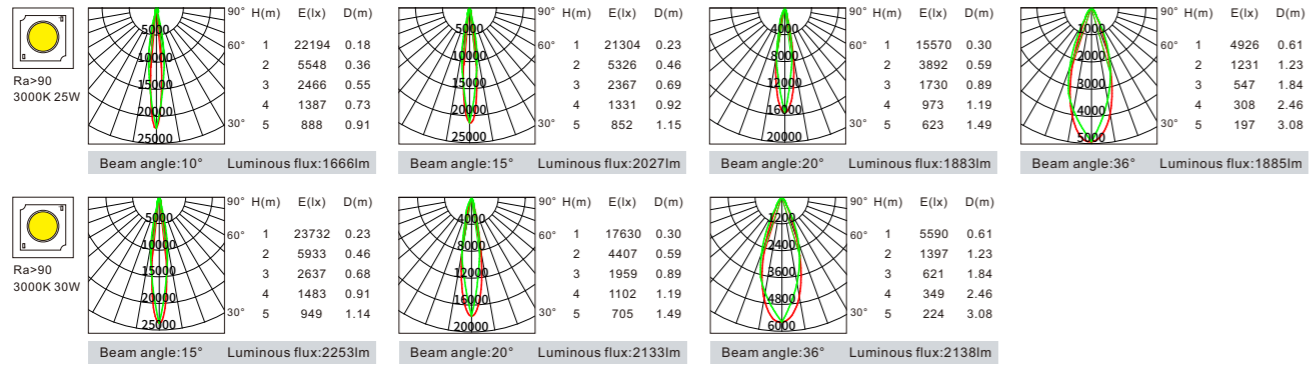 Ra>90
3000K 25W
5000
10000
15000
20000
25000
90°
60°
30°
H(m) E(lx) D(m)
1 22194 0.18
2 5548 0.36
3 2466 0.55
4 1387 0.73
5 888 0.91
Beam angle:10° Luminous flux:1666lm
5000
10000
15000
20000
25000
90°
60°
30°
H(m) E(lx) D(m)
1 21304 0.23
2 5326 0.46
3 2367 0.69
4 1331 0.92
5 852 1.15
Beam angle:15° Luminous flux:2027lm
4000
8000
12000
16000
20000
90°
60°
30°
H(m) E(lx) D(m)
1 15570 0.30
2 3892 0.59
3 1730 0.89
4 973 1.19
5 623 1.49
Beam angle:20° Luminous flux:1883lm
1000
2000
3000
4000
5000
90°
60°
30°
H(m) E(lx) D(m)
1 4926 0.61
2 1231 1.23
3 547 1.84
4 308 2.46
5 197 3.08
Beam angle:36° Luminous flux:1885lm
Ra>90
3000K 30W
5000
10000
15000
20000
25000
90°
60°
30°
H(m) E(lx) D(m)
1 23732 0.23
2 5933 0.46
3 2637 0.68
4 1483 0.91
5 949 1.14
Beam angle:15° Luminous flux:2253lm
4000
8000
12000
16000
20000
90°
60°
30°
H(m) E(lx) D(m)
1 17630 0.30
2 4407 0.59
3 1959 0.89
4 1102 1.19
5 705 1.49
Beam angle:20° Luminous flux:2133lm
1200
2400
3600
4800
6000
90°
60°
30°
H(m) E(lx) D(m)
1 5590 0.61
2 1397 1.23
3 621 1.84
4 349 2.46
5 224 3.08
Beam angle:36° Luminous flux:2138lm